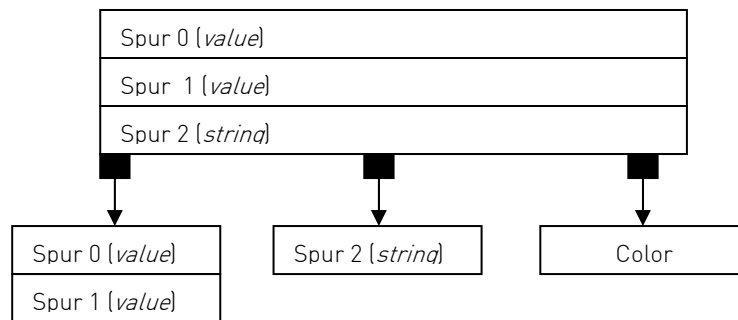 Spur 0 (value)
Spur 1 (value)
Spur 2 (string)
Spur 0 (value)
Spur 2 (string)
Color
Spur 1 (value)